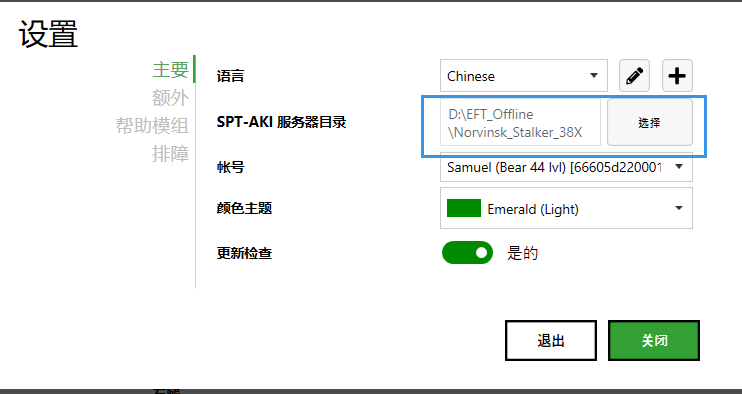 设置
主要
额外
帮助模组
排障
语言
Chinese
SPT-AKI 服务器目录
D:\EFT_Offline
\Norvinsk_Stalker_38X
选择
帐号
Samuel (Bear 44 lvl) [66605d220001
颜色主题
Emerald (Light)
更新检查
是的
退出
关闭